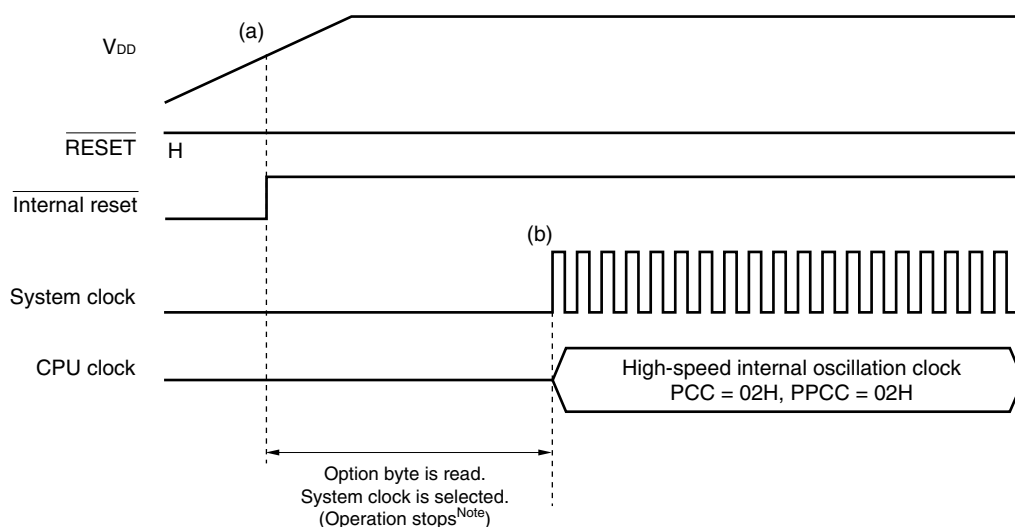 (a)
VDD
RESET
H
Internal reset
(b)
System clock
CPU clock
High-speed internal oscillation clock
PCC = 02H, PPCC = 02H
Option byte is read.
System clock is selected.
(Operation stopsNote)